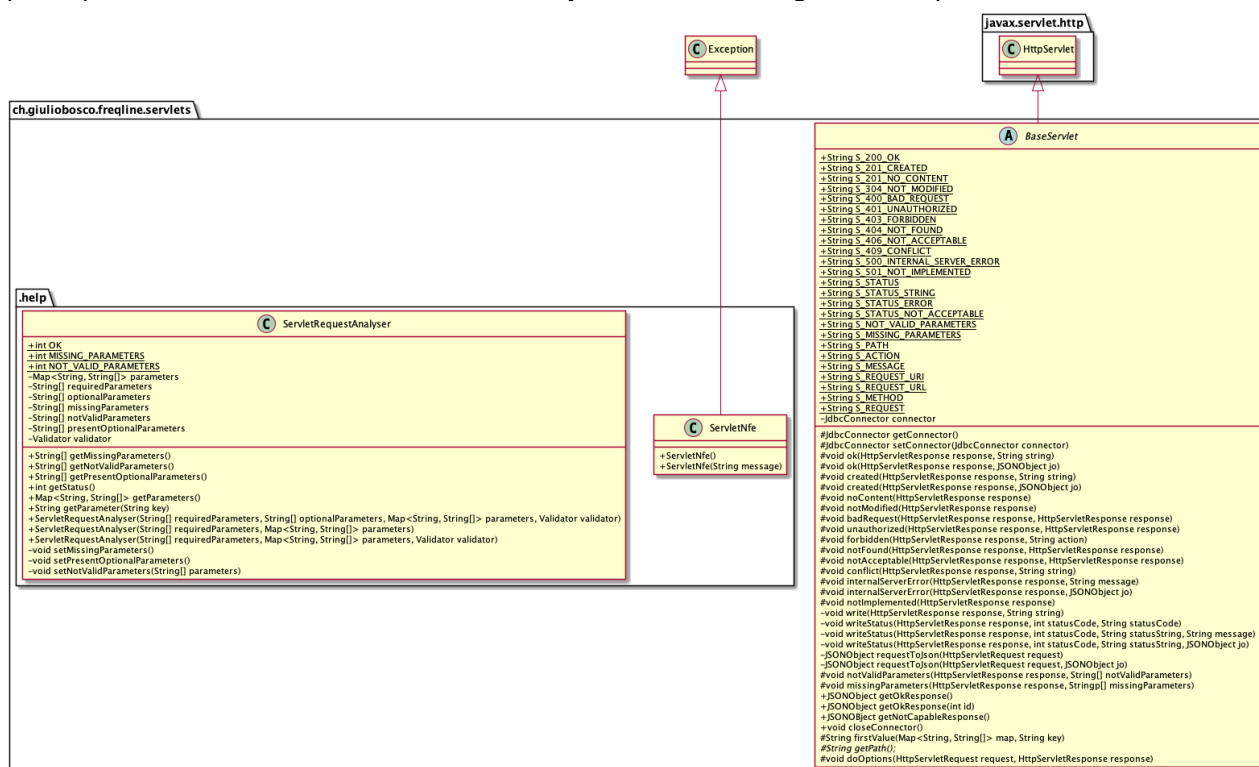 javax.servlet.http
C Exception
C HttpServlet
ch.giuliobosco.freqline.servlets
A BaseServlet
+String S_200_OK
+String S_201_CREATED
+String S_201_NO_CONTENT
+String S_304_NOT_MODIFIED
+String S_400_BAD_REQUEST
+String S_401_UNAUTHORIZED
+String S_403_FORBIDDEN
+String S_404_NOT_FOUND
+String S_406_NOT_ACCEPTABLE
+String S_409_CONFLICT
+String S_500_INTERNAL_SERVER_ERROR
+String S_501_NOT_IMPLEMENTED
+String S_STATUS
+String S_STATUS_STRING
+String S_STATUS_ERROR
+String S_STATUS_NOT_ACCEPTABLE
+String S_NOT_VALID_PARAMETERS
+String S_MISSING_PARAMETERS
+String S_PATH
+String S_ACTION
+String S_MESSAGE
+String S_REQUEST_URI
+String S_REQUEST_URL
+String S_METHOD
+String S_REQUEST
-JdbcConnector connector
#JdbcConnector getConnector()
#JdbcConnector setConnector(JdbcConnector connector)
#void ok(HttpServletResponse response, String string)
#void ok(HttpServletResponse response, JSONObject jo)
#void created(HttpServletResponse response, String string)
#void created(HttpServletResponse response, JSONObject jo)
#void noContent(HttpServletResponse response)
#void notModified(HttpServletResponse response)
#void badRequest(HttpServletResponse response, HttpServletResponse response)
#void unauthorized(HttpServletResponse response, HttpServletResponse response)
#void forbidden(HttpServletResponse response, String action)
#void notFound(HttpServletResponse response, HttpServletResponse response)
#void notAcceptable(HttpServletResponse response, HttpServletResponse response)
#void conflict(HttpServletResponse response, String string)
#void internalServerError(HttpServletResponse response, String message)
#void internalServerError(HttpServletResponse response, JSONObject jo)
#void notImplemented(HttpServletResponse response)
-void write(HttpServletResponse response, String string)
-void writeStatus(HttpServletResponse response, int statusCode, String statusCode)
-void writeStatus(HttpServletResponse response, int statusCode, String statusString, String message)
-void writeStatus(HttpServletResponse response, int statusCode, String statusString, JSONObject jo)
-JSONObject requestToJson(HttpServletRequest request)
-JSONObject requestToJson(HttpServletRequest request, JSONObject jo)
#void notValidParameters(HttpServletResponse response, String[] notValidParameters)
#void missingParameters(HttpServletResponse response, Stringp[] missingParameters)
+JSONObject getOkResponse()
+JSONObject getOkResponse(int id)
+JSONOBject getNotCapableResponse()
+void closeConnector()
#String firstValue(Map<String, String[]> map, String key)
#String getPath();
#void doOptions(HttpServletRequest request, HttpServletResponse response)
.help
C ServletRequestAnalyser
+int OK
+int MISSING_PARAMETERS
+int NOT_VALID_PARAMETERS
-Map<String, String[]> parameters
-String[] requiredParameters
-String[] optionalParameters
-String[] missingParameters
-String[] notValidParameters
-String[] presentOptionalParameters
-Validator validator
+String[] getMissingParameters()
+String[] getNotValidParameters()
+String[] getPresentOptionalParameters()
+int getStatus()
+Map<String, String[]> getParameters()
+String getParameter(String key)
+ServletRequestAnalyser(String[] requiredParameters, String[] optionalParameters, Map<String, String[]> parameters, Validator validator)
+ServletRequestAnalyser(String[] requiredParameters, Map<String, String[]> parameters)
+ServletRequestAnalyser(String[] requiredParameters, Map<String, String[]> parameters, Validator validator)
-void setMissingParameters()
-void setPresentOptionalParameters()
-void setNotValidParameters(String[] parameters)
C ServletNfe
+ServletNfe()
+ServletNfe(String message)